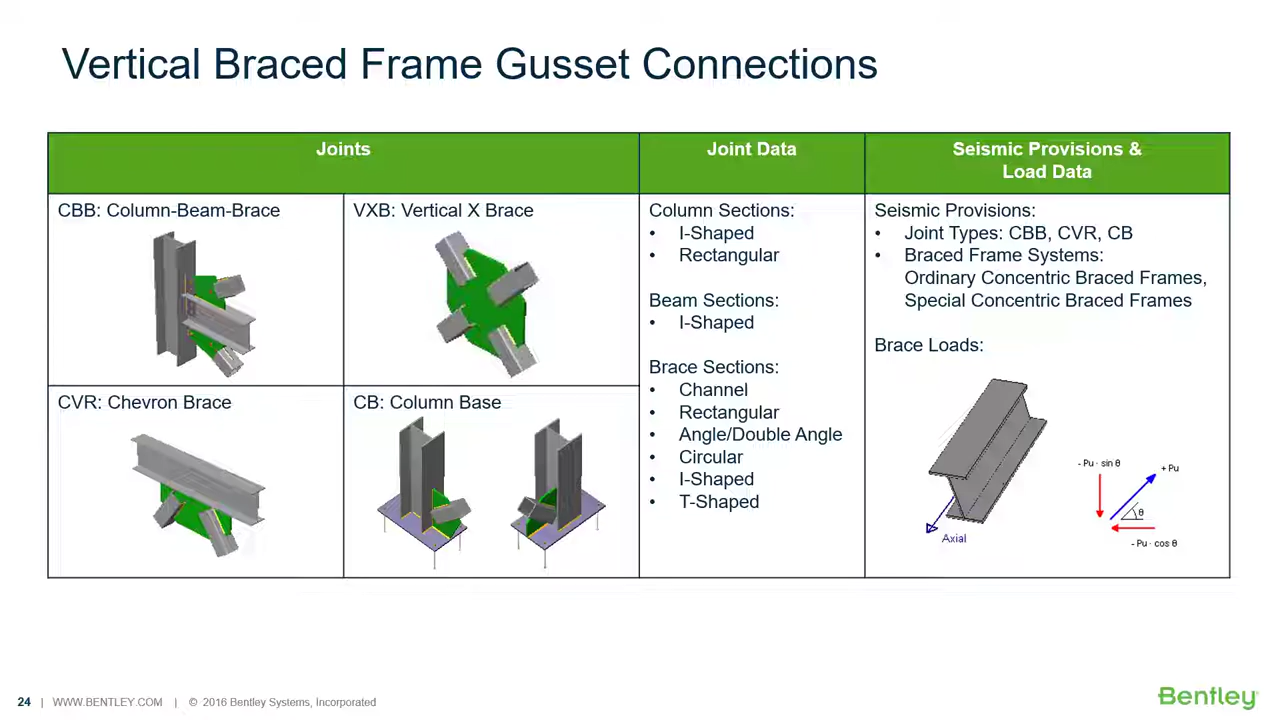 Vertical Braced Frame Gusset Connections
Joints
Joint Data
Seismic Provisions &
Load Data
CBB: Column-Beam-Brace
VXB: Vertical X Brace
CVR: Chevron Brace
CB: Column Base
Column Sections:
• I-Shaped
• Rectangular
Beam Sections:
• I-Shaped
Brace Sections:
• Channel
• Rectangular
• Angle/Double Angle
• Circular
• I-Shaped
• T-Shaped
Seismic Provisions:
• Joint Types: CBB, CVR, CB
• Braced Frame Systems:
Ordinary Concentric Braced Frames,
Special Concentric Braced Frames
Brace Loads:
Axial
- Pu · sin θ
+ Pu
θ
- Pu · cos θ
24 | WWW.BENTLEY.COM | © 2016 Bentley Systems, Incorporated
Bentley